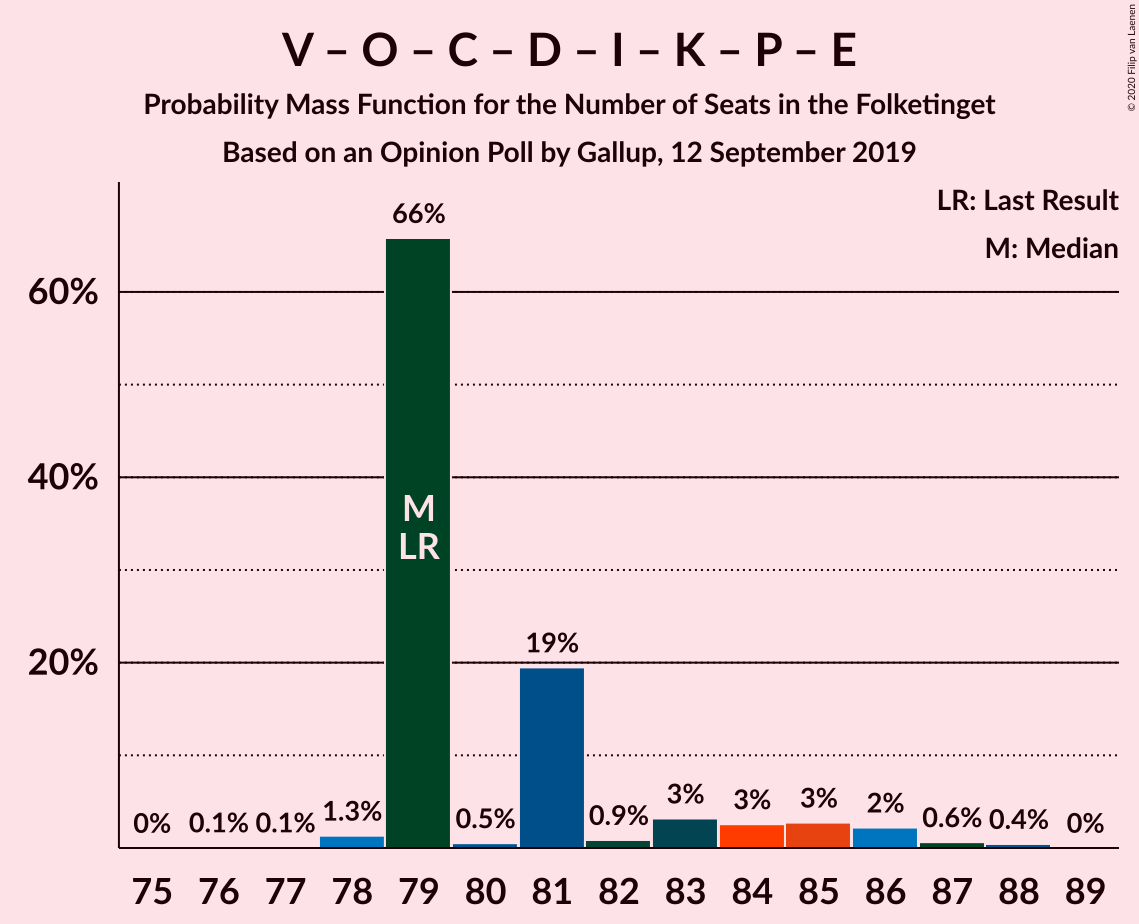 V – O – C – D – I – K – P – E
Probability Mass Function for the Number of Seats in the Folketinget
Based on an Opinion Poll by Gallup, 12 September 2019
© 2020 Filip van Laenen
LR: Last Result
M: Median
60%
40%
20%
0%
0.1%
0.1%
1.3%
66%
M
LR
0.5%
19%
0.9%
3%
3%
3%
2%
0.6%
0.4%
0%
75 76 77 78 79 80 81 82 83 84 85 86 87 88 89